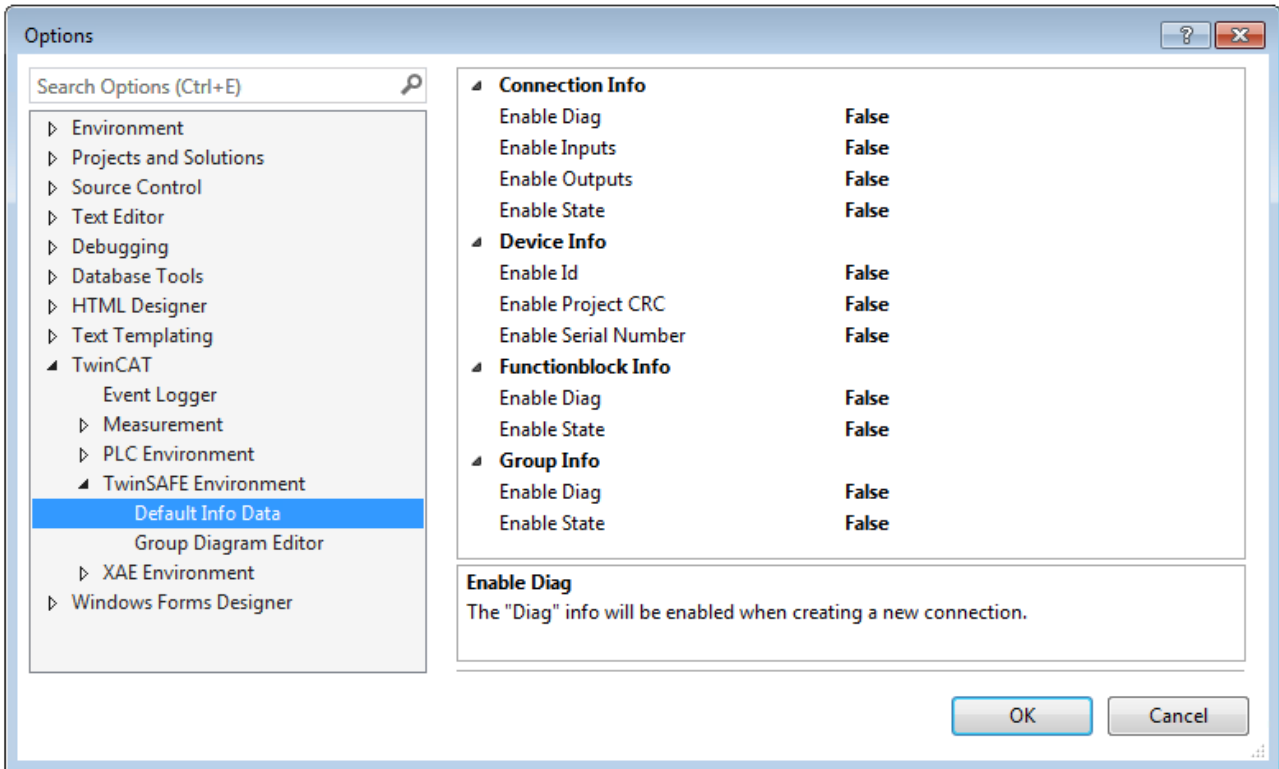 Options
Search Options (Ctrl+E)
Environment
Projects and Solutions
Source Control
Text Editor
Debugging
Database Tools
HTML Designer
Text Templating
TwinCAT
Event Logger
Measurement
PLC Environment
TwinSAFE Environment
Default Info Data
Group Diagram Editor
XAE Environment
Windows Forms Designer
Connection Info
Enable Diag False
Enable Inputs False
Enable Outputs False
Enable State False
Device Info
Enable Id False
Enable Project CRC False
Enable Serial Number False
Functionblock Info
Enable Diag False
Enable State False
Group Info
Enable Diag False
Enable State False
Enable Diag
The "Diag" info will be enabled when creating a new connection.
OK Cancel